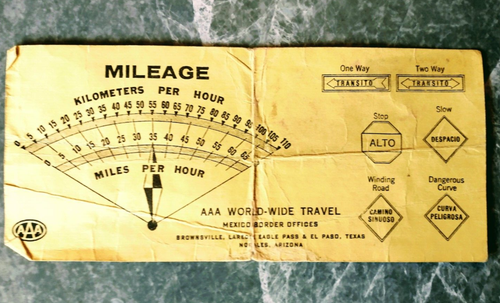 MILEAGE
KILOMETERS PER HOUR
0 5 10 15 20 25 30 35 40 45 50 55 60 65 70 75 80 85 90 95 100 105 110
0 5 10 15 20 25 30 35 40 45 50 55 60 65
MILES PER HOUR
AAA WORLD-WIDE TRAVEL
MEXICO BORDER OFFICES
BROWNSVILLE, LAREDO, EAGLE PASS & EL PASO, TEXAS
NOGALES, ARIZONA
AAA
One Way
TRANSITO
Two Way
TRANSITO
Stop
ALTO
Slow
DESPACIO
Winding
Road
CAMINO
SINUOSO
Dangerous
Curve
CURVA
PELIGROSA